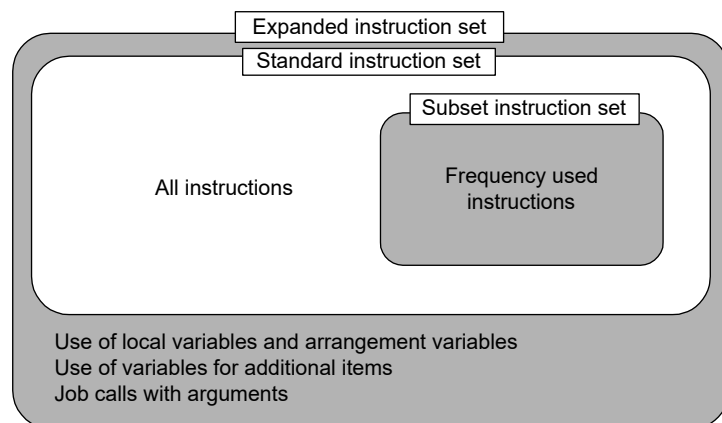 Expanded instruction set
Standard instruction set
Subset instruction set
All instructions
Frequency used
instructions
Use of local variables and arrangement variables
Use of variables for additional items
Job calls with arguments